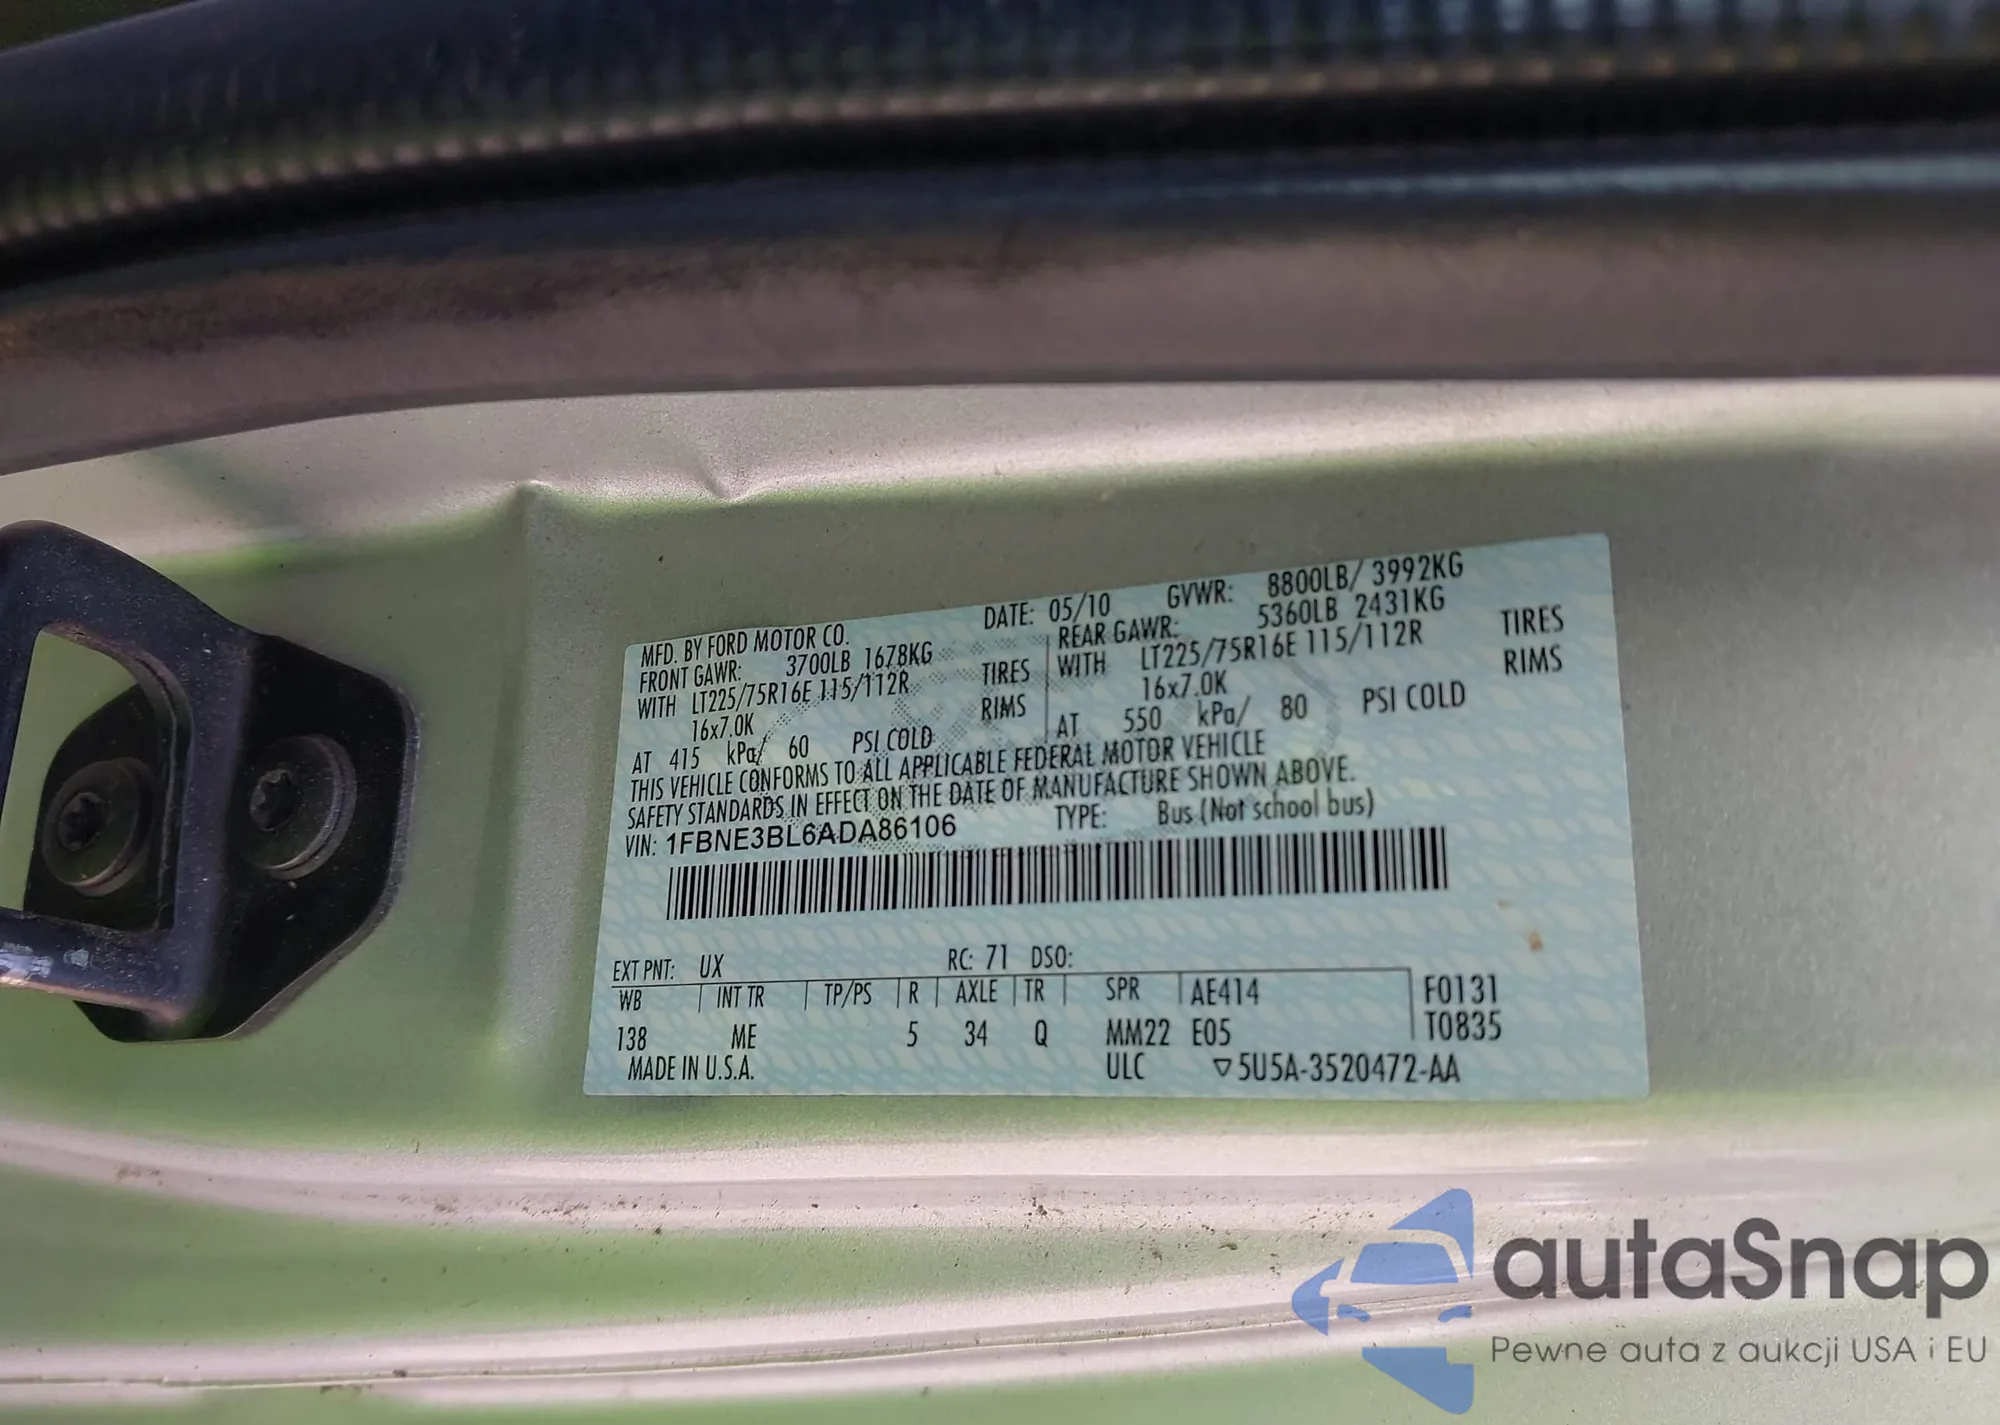 MFD. BY FORD MOTOR CO. DATE: 05/10 GVWR: 8800LB/ 3992KG
FRONT GAWR: 3700LB 1678KG REAR GAWR: 5360LB 2431KG
WITH LT225/75R16E 115/112R TIRES WITH LT225/75R16E 115/112R TIRES
16x7.0K RIMS 16x7.0K RIMS
AT 415 kPa/ 60 PSI COLD AT 550 kPa/ 80 PSI COLD
THIS VEHICLE CONFORMS TO ALL APPLICABLE FEDERAL MOTOR VEHICLE
SAFETY STANDARDS IN EFFECT ON THE DATE OF MANUFACTURE SHOWN ABOVE.
VIN: 1FBNE3BL6ADA86106 TYPE: Bus (Not school bus)
EXT PNT: UX RC: 71 DSO:
WB INT TR TP/PS R AXLE TR SPR AE414 F0131
138 ME 5 34 Q MM22 E05 T0835
MADE IN U.S.A. ULC ▽5U5A-3520472-AA
autaSnap
Pewne auta z aukcji USA i EU